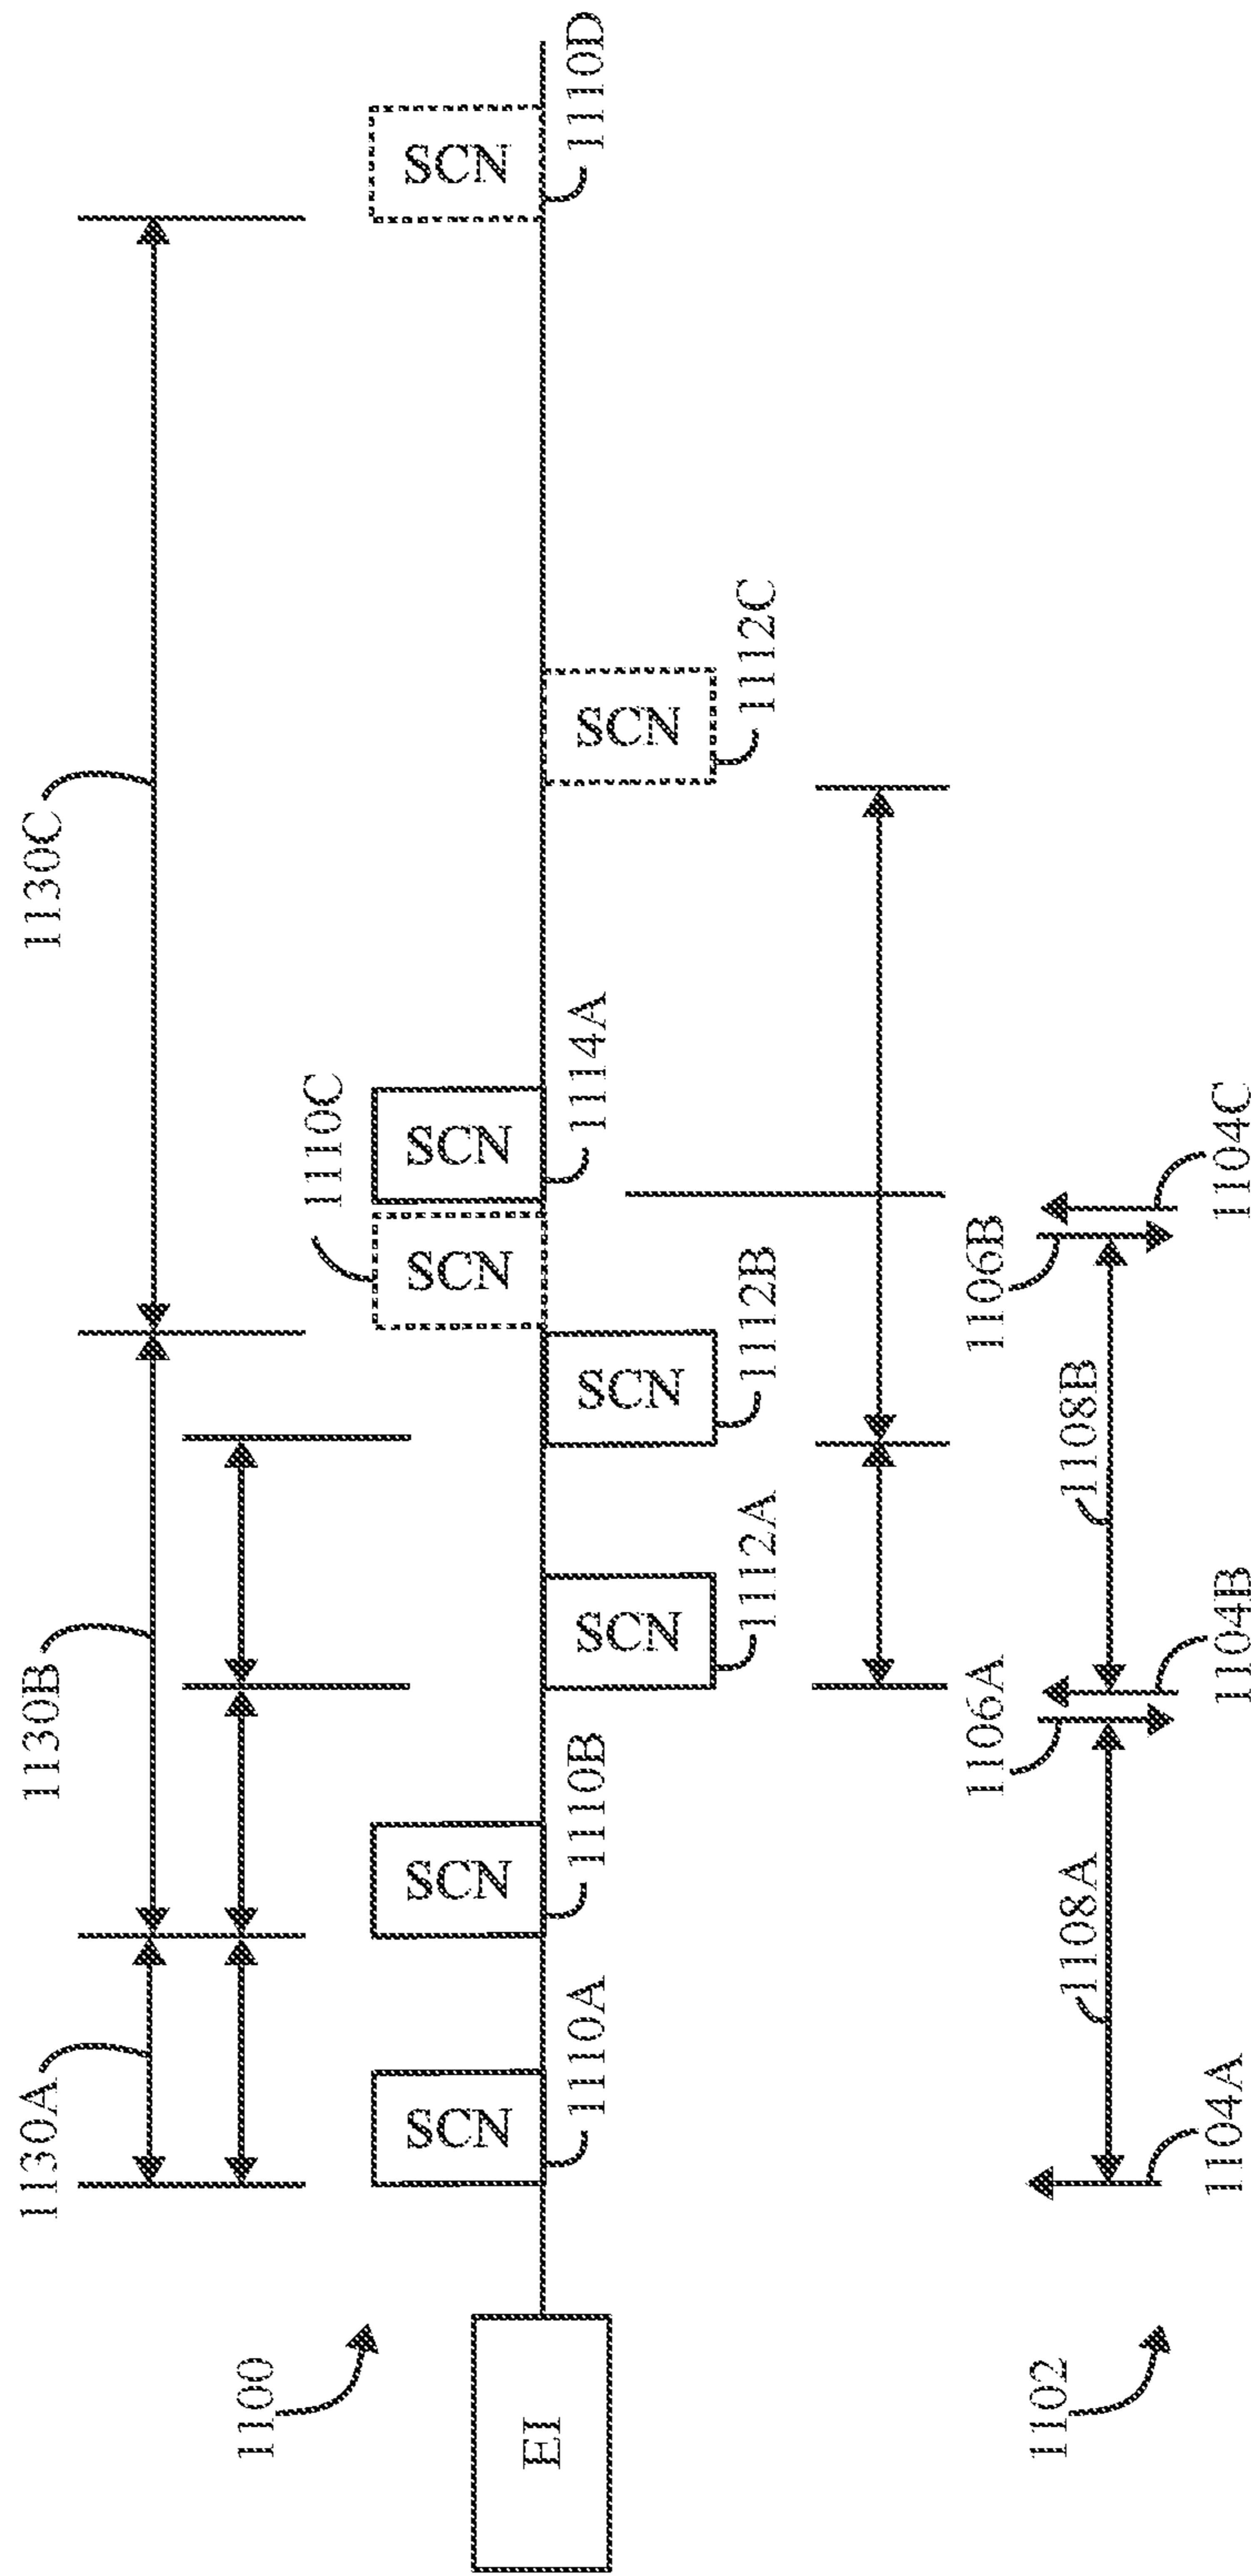 1130A
1130B
1130C
1100
EI
SCN
1110A
SCN
1110B
SCN
1112A
SCN
1112B
SCN
1110C
SCN
1114A
SCN
1112C
SCN
1110D
1102
1104A
1108A
1106A
1104B
1108B
1106B
1104C